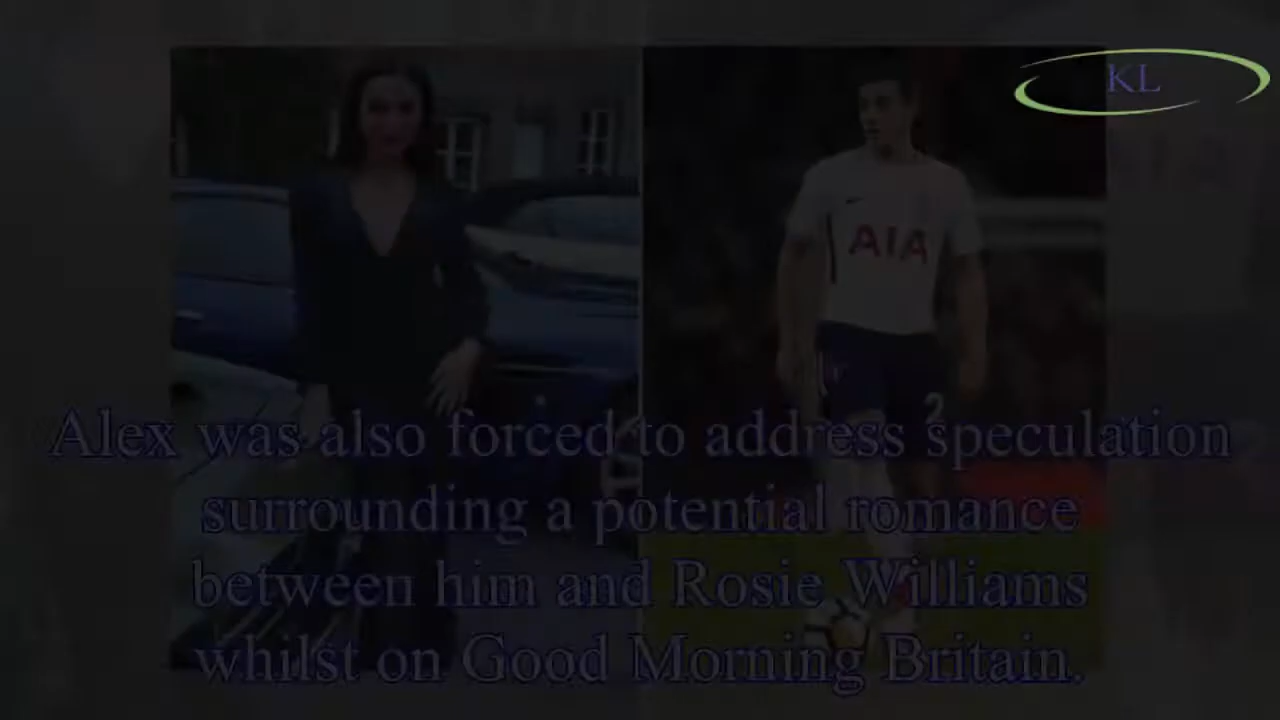 KL
AIA
2
Alex was also forced to address speculation
surrounding a potential romance
between him and Rosie Williams
whilst on Good Morning Britain.